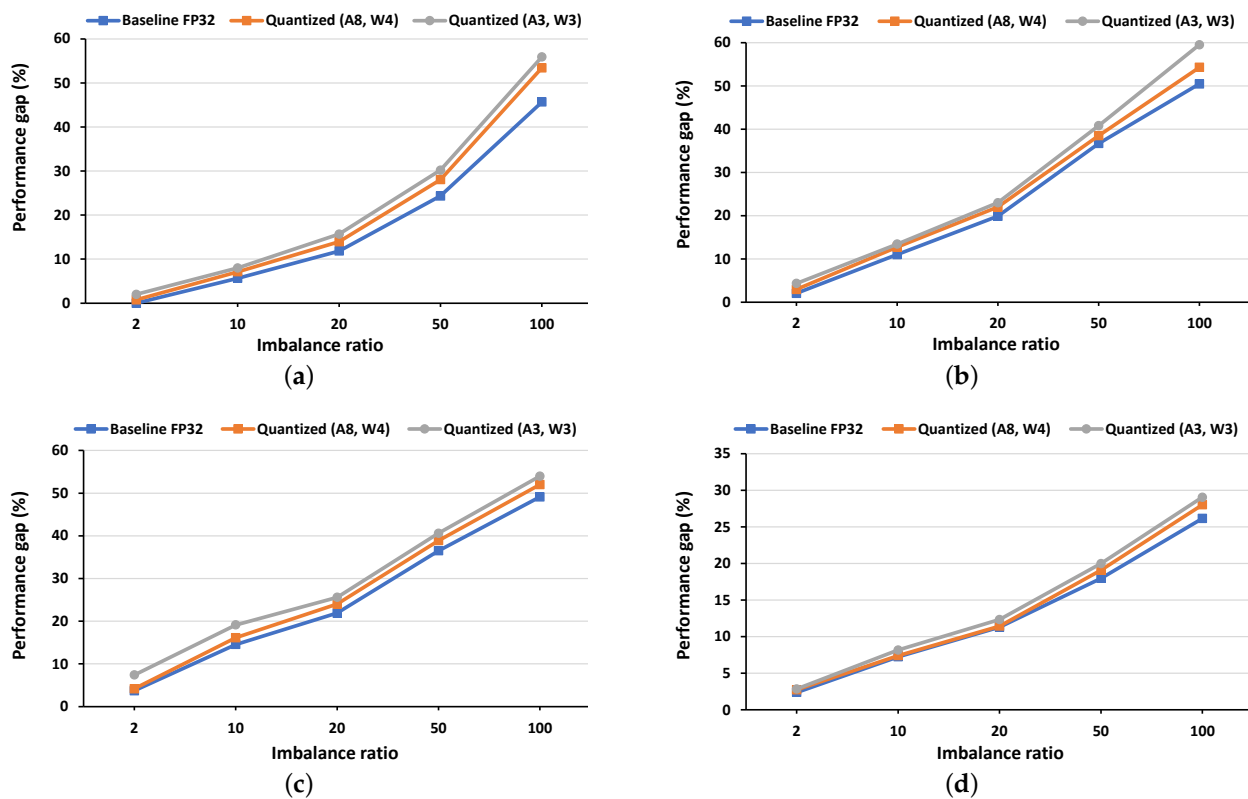 Baseline FP32 Quantized (A8, W4) Quantized (A3, W3)
60
50
40
30
20
10
0
Performance gap (%)
2 10 20 50 100
Imbalance ratio
(a)
Baseline FP32 Quantized (A8, W4) Quantized (A3, W3)
60
50
40
30
20
10
0
Performance gap (%)
2 10 20 50 100
Imbalance ratio
(b)
Baseline FP32 Quantized (A8, W4) Quantized (A3, W3)
60
50
40
30
20
10
0
Performance gap (%)
2 10 20 50 100
Imbalance ratio
(c)
Baseline FP32 Quantized (A8, W4) Quantized (A3, W3)
35
30
25
20
15
10
5
0
Performance gap (%)
2 10 20 50 100
Imbalance ratio
(d)